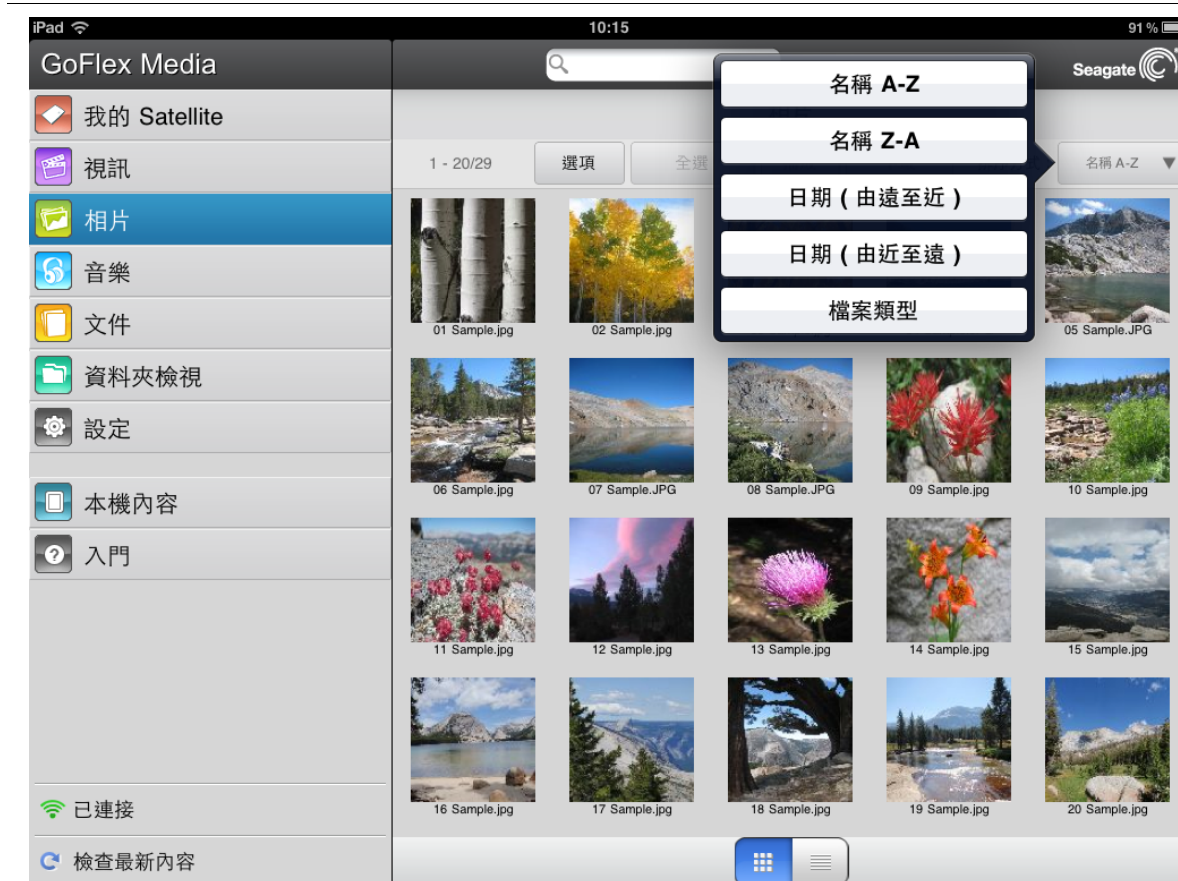 iPad
10:15
91 %
GoFlex Media
Seagate
我的 Satellite
視訊
相片
音樂
文件
資料夾檢視
設定
本機內容
入門
已連接
檢查最新內容
1 - 20/29
選項
全選
名稱 A-Z
名稱 A-Z
名稱 Z-A
日期 ( 由遠至近 )
日期 ( 由近至遠 )
檔案類型
01 Sample.jpg
02 Sample.jpg
05 Sample.JPG
06 Sample.jpg
07 Sample.JPG
08 Sample.JPG
09 Sample.jpg
10 Sample.jpg
11 Sample.jpg
12 Sample.jpg
13 Sample.jpg
14 Sample.jpg
15 Sample.jpg
16 Sample.jpg
17 Sample.jpg
18 Sample.jpg
19 Sample.jpg
20 Sample.jpg